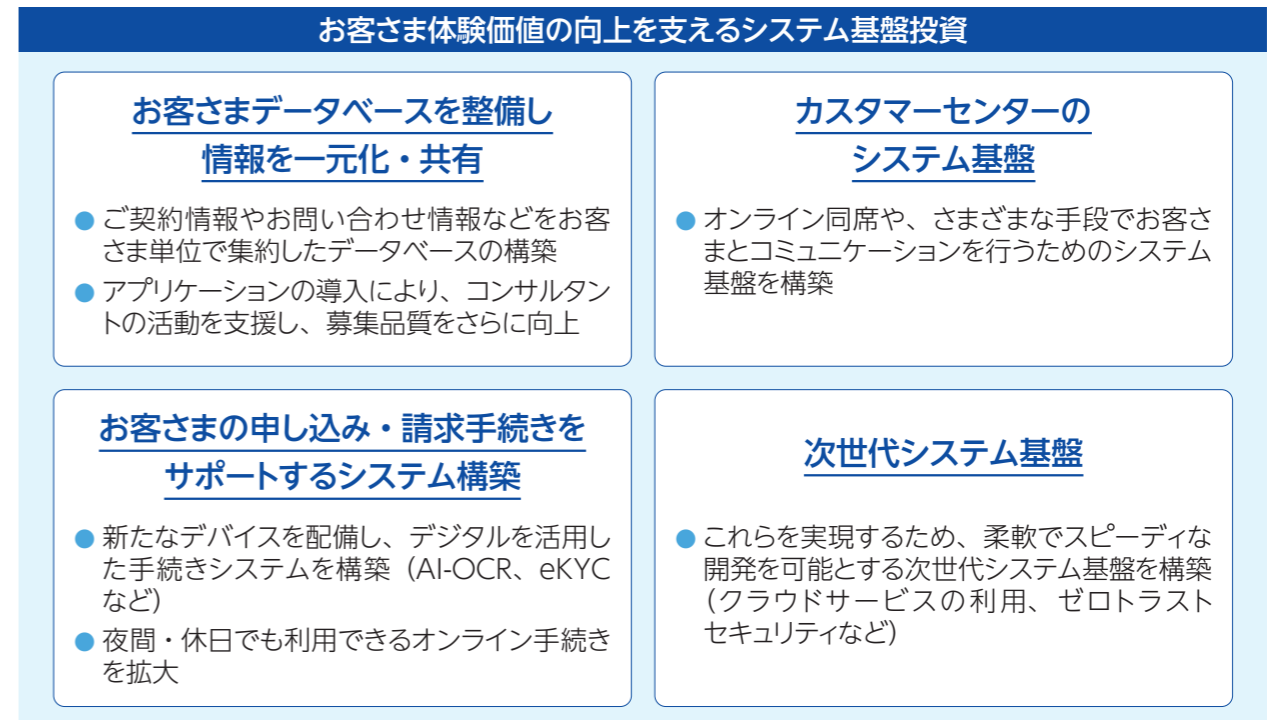 お客さま体験価値の向上を支えるシステム基盤投資
お客さまデータベースを整備し
情報を一元化・共有
● ご契約情報やお問い合わせ情報などをお客
さま単位で集約したデータベースの構築
● アプリケーションの導入により、コンサルタン
トの活動を支援し、募集品質をさらに向上
カスタマーセンターの
システム基盤
● オンライン同席や、さまざまな手段でお客さ
まとコミュニケーションを行うためのシステム
基盤を構築
お客さまの申し込み・請求手続きを
サポートするシステム構築
● 新たなデバイスを配備し、デジタルを活用し
た手続きシステムを構築（AI-OCR、eKYC
など）
● 夜間・休日でも利用できるオンライン手続き
を拡大
次世代システム基盤
● これらを実現するため、柔軟でスピーディな
開発を可能とする次世代システム基盤を構築
（クラウドサービスの利用、ゼロトラスト
セキュリティなど）